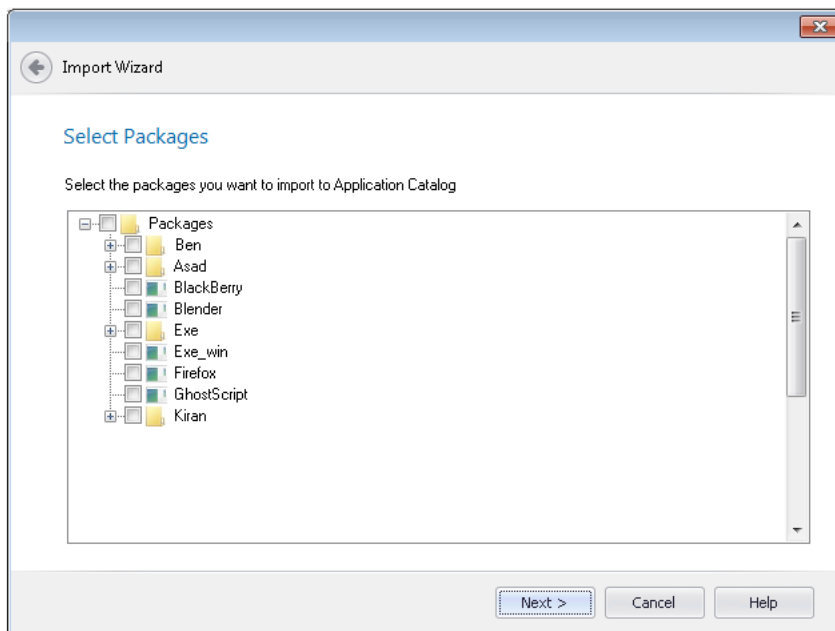 Import Wizard
Select Packages
Select the packages you want to import to Application Catalog
Packages
Ben
Asad
BlackBerry
Blender
Exe
Exe_win
Firefox
GhostScript
Kiran
Next >
Cancel
Help